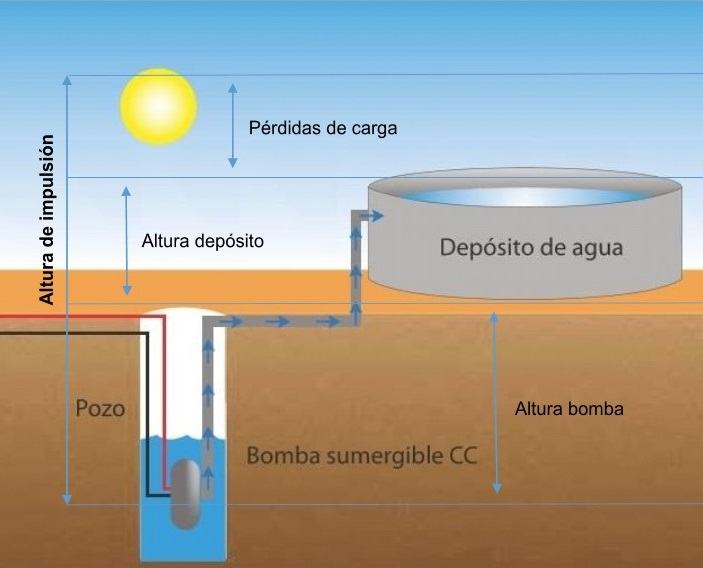 Altura de impulsión
Pérdidas de carga
Altura depósito
Depósito de agua
Pozo
Altura bomba
Bomba sumergible CC